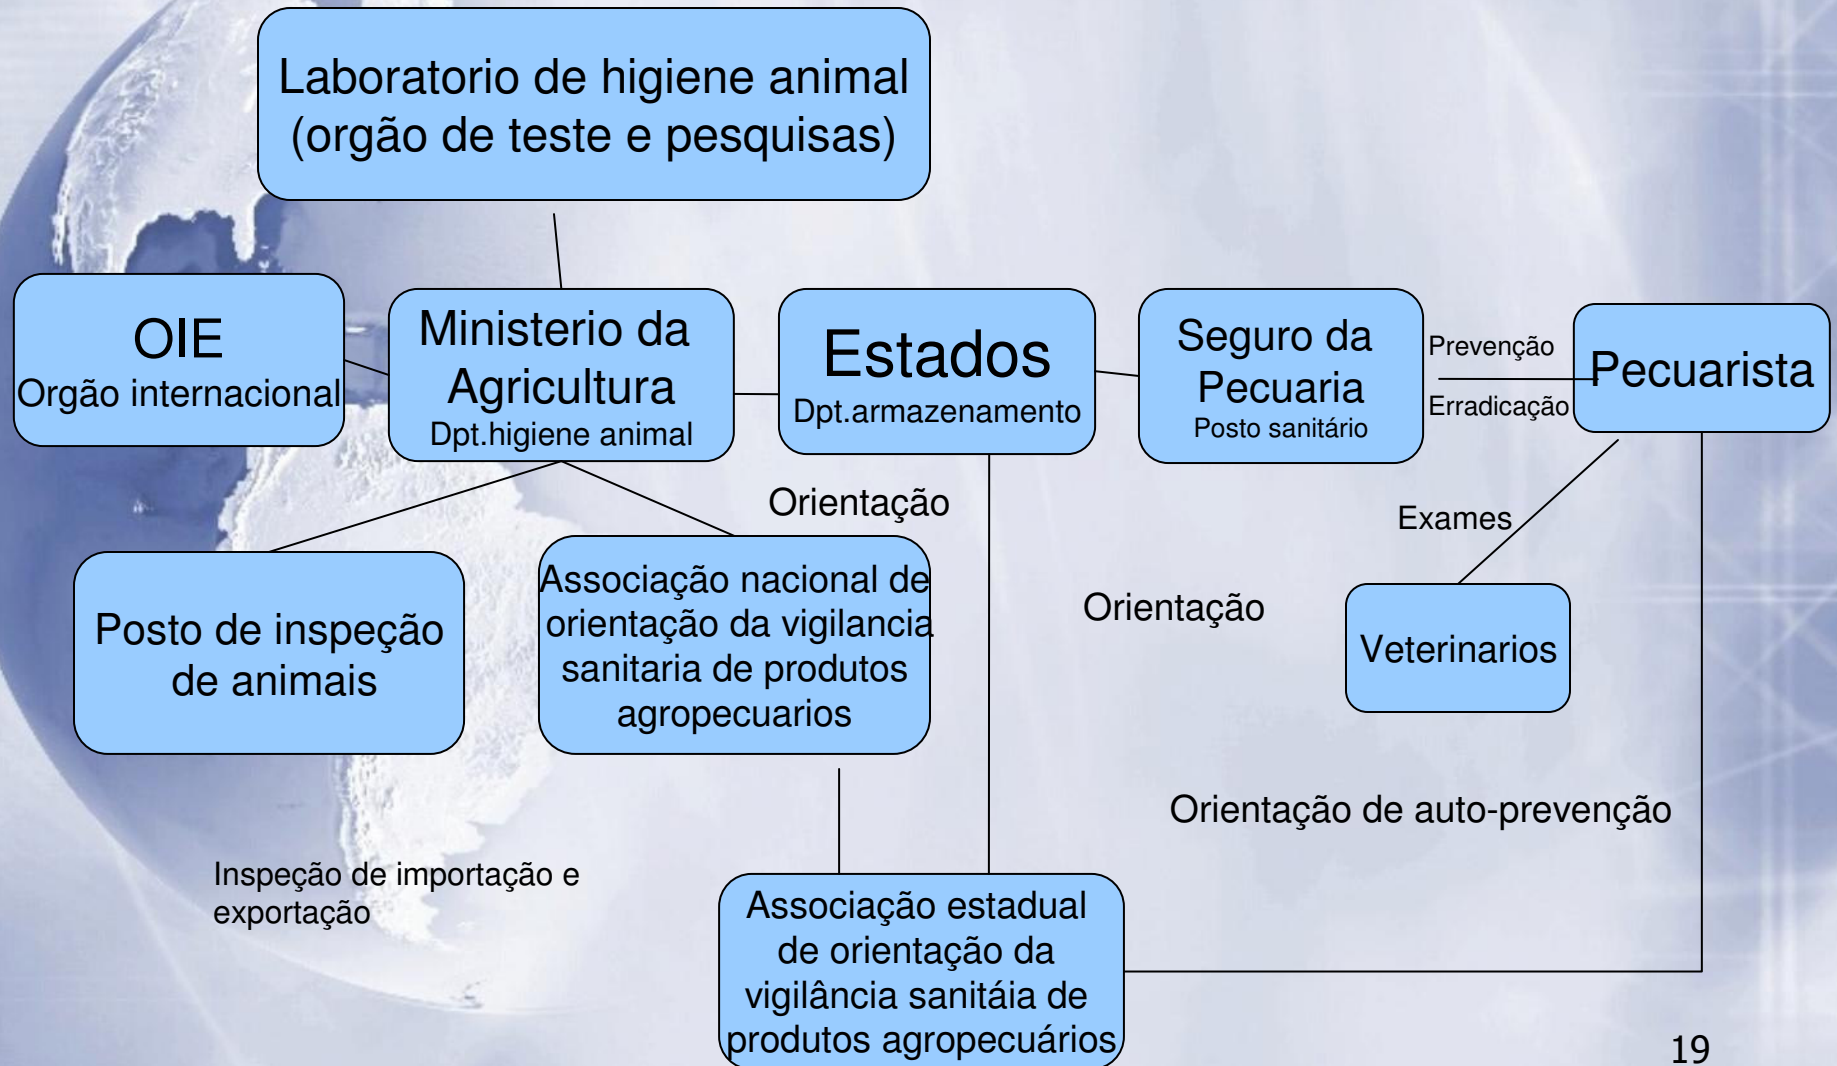 Laboratorio de higiene animal
(orgão de teste e pesquisas)
OIE
Orgão internacional
Ministerio da
Agricultura
Dpt.higiene animal
Estados
Dpt.armazenamento
Seguro da
Pecuaria
Posto sanitário
Prevenção
Erradicação
Pecuarista
Orientação
Exames
Posto de inspeção
de animais
Associação nacional de
orientação da vigilancia
sanitaria de produtos
agropecuarios
Orientação
Veterinarios
Orientação de auto-prevenção
Inspeção de importação e
exportação
Associação estadual
de orientação da
vigilância sanitáia de
produtos agropecuários
19